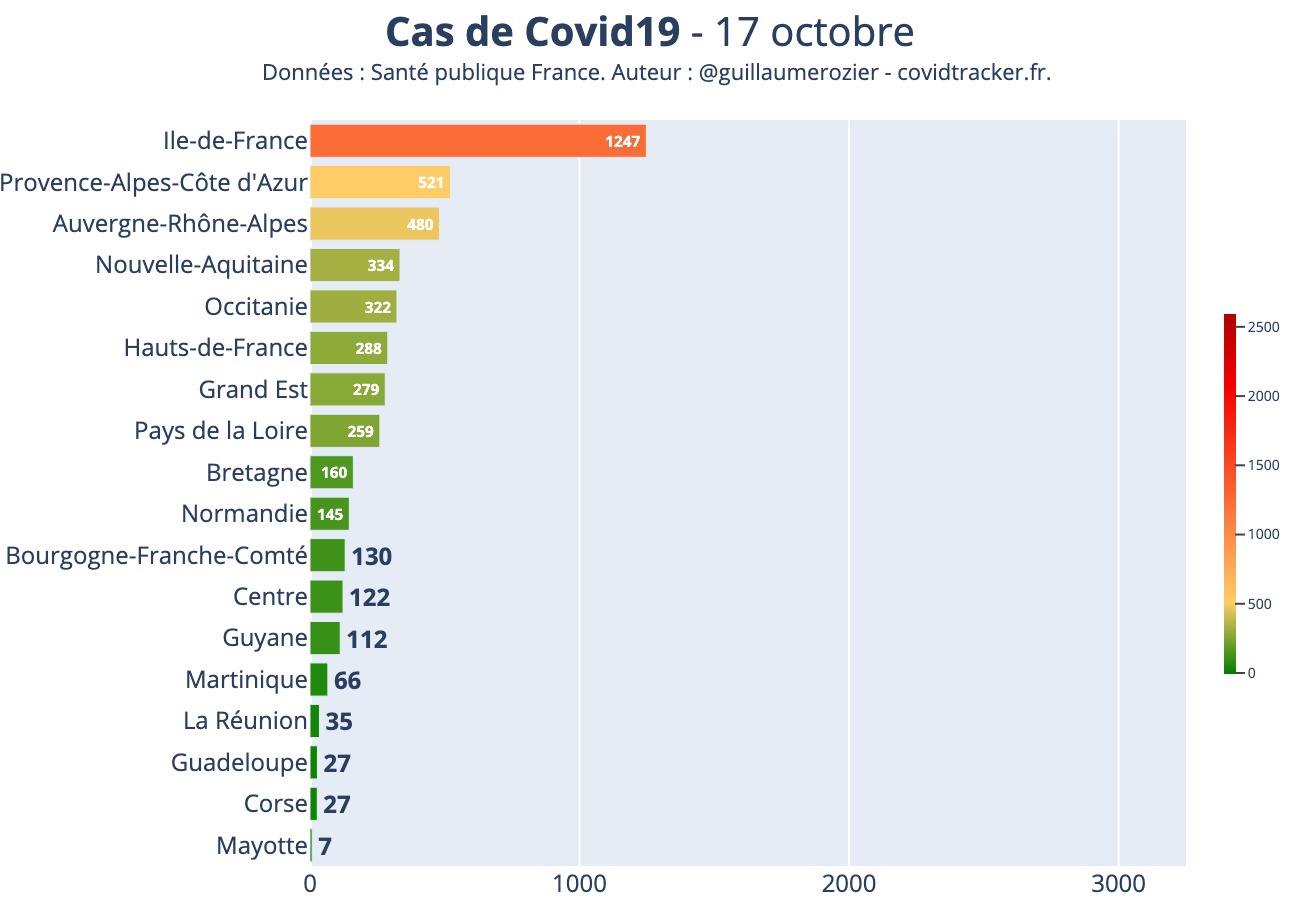 Cas de Covid19 - 17 octobre
Données : Santé publique France. Auteur : @guillaumerozier - covidtracker.fr.
Ile-de-France 1247
Provence-Alpes-Côte d'Azur 521
Auvergne-Rhône-Alpes 480
Nouvelle-Aquitaine 334
Occitanie 322
Hauts-de-France 288
Grand Est 279
Pays de la Loire 259
Bretagne 160
Normandie 145
Bourgogne-Franche-Comté 130
Centre 122
Guyane 112
Martinique 66
La Réunion 35
Guadeloupe 27
Corse 27
Mayotte 7
0 1000 2000 3000
2500
2000
1500
1000
500
0